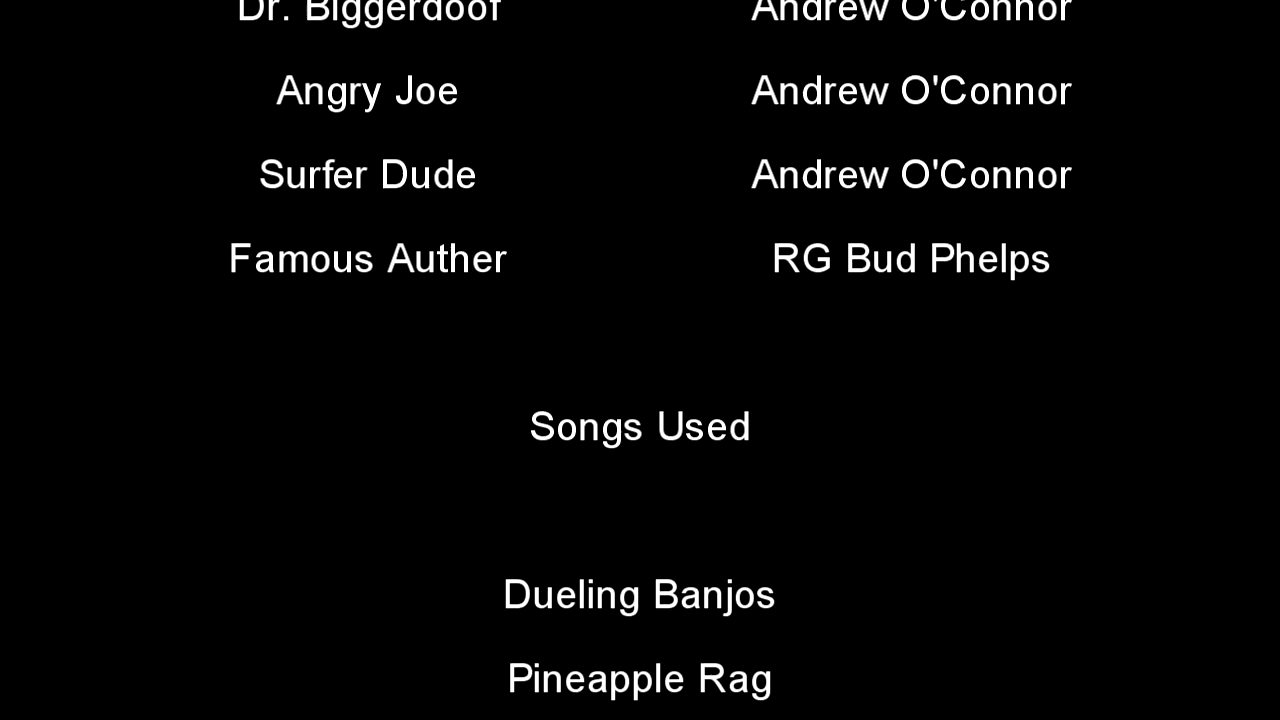 Dr. Biggerdoof Andrew O'Connor
Angry Joe Andrew O'Connor
Surfer Dude Andrew O'Connor
Famous Auther RG Bud Phelps
Songs Used
Dueling Banjos
Pineapple Rag